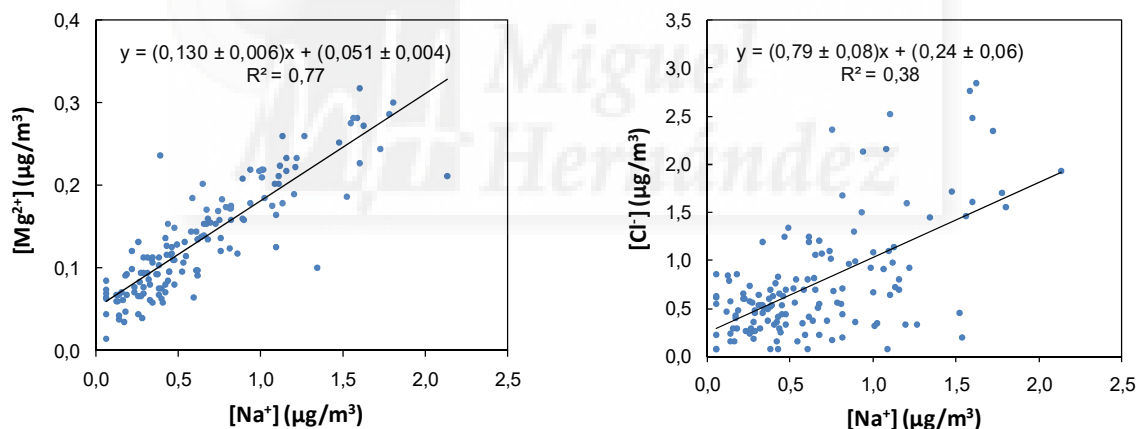 y = (0,130 ± 0,006)x + (0,051 ± 0,004)
R² = 0,77
[Mg²⁺] (µg/m³)
0,4
0,3
0,2
0,1
0,0
0,0 0,5 1,0 1,5 2,0 2,5
[Na⁺] (µg/m³)
y = (0,79 ± 0,08)x + (0,24 ± 0,06)
R² = 0,38
[Cl⁻] (µg/m³)
3,5
3,0
2,5
2,0
1,5
1,0
0,5
0,0
0,0 0,5 1,0 1,5 2,0 2,5
[Na⁺] (µg/m³)
Miguel
Hernández